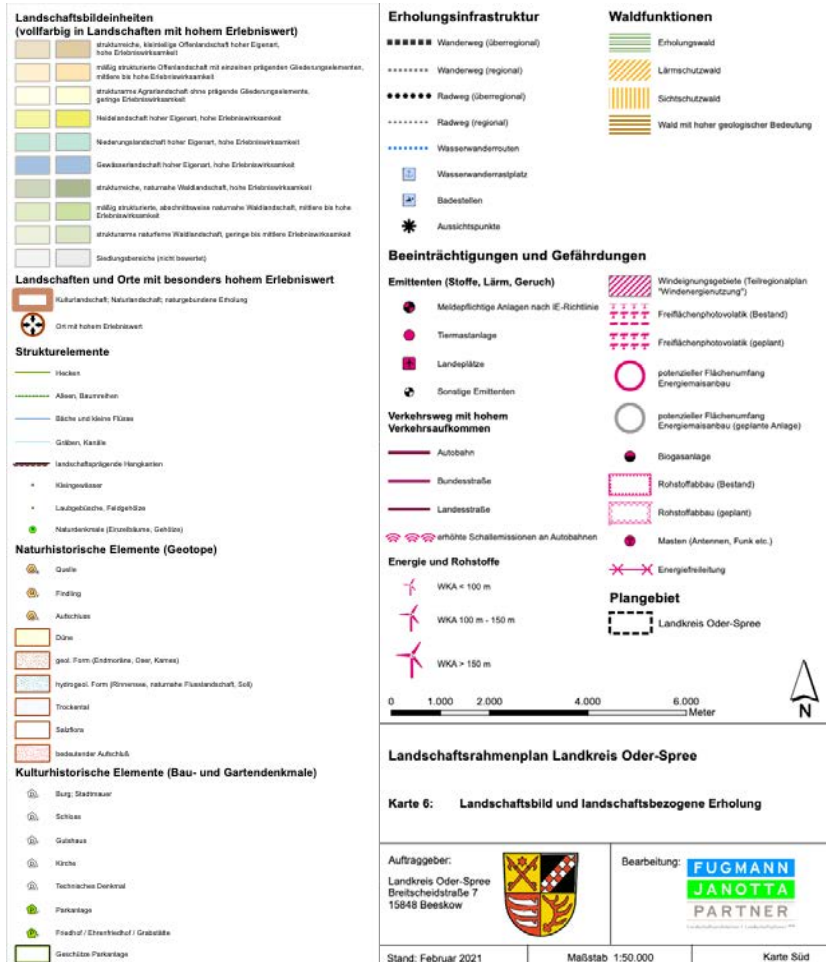 Landschaftsbildeinheiten
(vollfarbig in Landschaften mit hohem Erlebniswert)
strukturreiche, kleinteilige Offenlandschaft hoher Eigenart,
hohe Erlebniswirksamkeit
mäßig strukturierte Offenlandschaft mit einzelnen prägenden Gliederungselementen,
mittlere bis hohe Erlebniswirksamkeit
strukturarme Agrarlandschaft ohne prägende Gliederungselemente,
geringe Erlebniswirksamkeit
Heidelandschaft hoher Eigenart, hohe Erlebniswirksamkeit
Niederungslandschaft hoher Eigenart, hohe Erlebniswirksamkeit
Gewässerlandschaft hoher Eigenart, hohe Erlebniswirksamkeit
strukturreiche, naturnahe Waldlandschaft, hohe Erlebniswirksamkeit
mäßig strukturierte, abschnittsweise naturnahe Waldlandschaft, mittlere bis hohe
Erlebniswirksamkeit
strukturarme naturferne Waldlandschaft, geringe bis mittlere Erlebniswirksamkeit
Siedlungsbereiche (nicht bewertet)
Landschaften und Orte mit besonders hohem Erlebniswert
Kulturlandschaft; Naturlandschaft; naturgebundene Erholung
Ort mit hohem Erlebniswert
Strukturelemente
Hecken
Alleen, Baumreihen
Bäche und kleine Flüsse
Gräben, Kanäle
landschaftsprägende Hangkanten
Kleingewässer
Laubgebüsche, Feldgehölze
Naturdenkmale (Einzelbäume, Gehölze)
Naturhistorische Elemente (Geotope)
Quelle
Findling
Aufschluss
Düne
geol. Form (Endmoräne, Oser, Kames)
hydrogeol. Form (Rinnensee, naturnahe Flusslandschaft, Soll)
Trockental
Salzflora
bedeutender Aufschluß
Kulturhistorische Elemente (Bau- und Gartendenkmale)
Burg; Stadtmauer
Schloss
Gutshaus
Kirche
Technisches Denkmal
Parkanlage
Friedhof / Ehrenfriedhof / Grabstätte
Geschütze Parkanlage
Erholungsinfrastruktur
Wanderweg (überregional)
Wanderweg (regional)
Radweg (überregional)
Radweg (regional)
Wasserwanderrouten
Wasserwanderrastplatz
Badestellen
Aussichtspunkte
Waldfunktionen
Erholungswald
Lärmschutzwald
Sichtschutzwald
Wald mit hoher geologischer Bedeutung
Beeinträchtigungen und Gefährdungen
Emittenten (Stoffe, Lärm, Geruch)
Meldepflichtige Anlagen nach IE-Richtlinie
Tiermastanlage
Landeplätze
Sonstige Emittenten
Verkehrsweg mit hohem
Verkehrsaufkommen
Autobahn
Bundesstraße
Landesstraße
erhöhte Schallemissionen an Autobahnen
Energie und Rohstoffe
WKA < 100 m
WKA 100 m - 150 m
WKA > 150 m
Windeignungsgebiete (Teilregionalplan
"Windenergienutzung")
Freiflächenphotovolatik (Bestand)
Freiflächenphotovolatik (geplant)
potenzieller Flächenumfang
Energiemaisanbau
potenzieller Flächenumfang
Energiemaisanbau (geplante Anlage)
Biogasanlage
Rohstoffabbau (Bestand)
Rohstoffabbau (geplant)
Masten (Antennen, Funk etc.)
Energiefreileitung
Plangebiet
Landkreis Oder-Spree
0 1.000 2.000 4.000 6.000
Meter
N
Landschaftsrahmenplan Landkreis Oder-Spree
Karte 6: Landschaftsbild und landschaftsbezogene Erholung
Auftraggeber:
Landkreis Oder-Spree
Breitscheidstraße 7
15848 Beeskow
Bearbeitung:
FUGMANN
JANOTTA
PARTNER
Stand: Februar 2021
Maßstab 1:50.000
Karte Süd